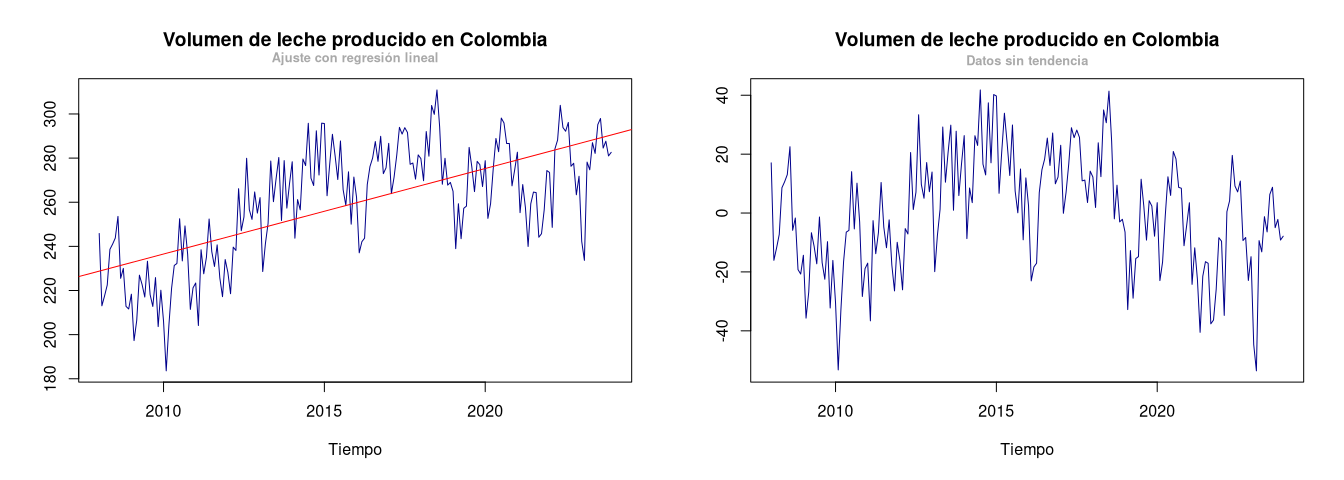 Volumen de leche producido en Colombia
Ajuste con regresión lineal
300
280
260
240
220
200
180
2010 2015 2020
Tiempo
Volumen de leche producido en Colombia
Datos sin tendencia
40
20
0
-20
-40
2010 2015 2020
Tiempo